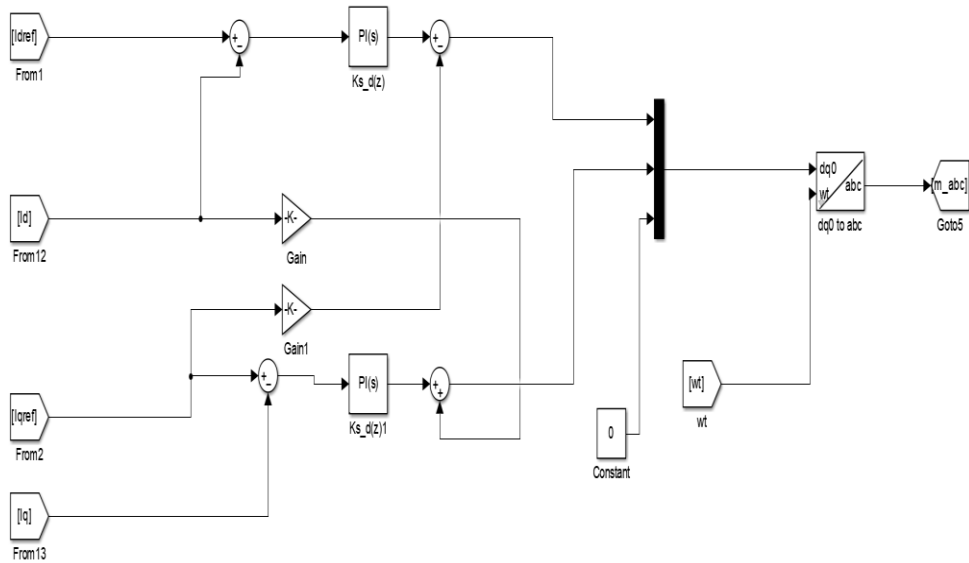 [Idref]
From1
+
−
PI(s)
Ks_d(z)
+
−
[Id]
From12
-K-
Gain
-K-
Gain1
[Iqref]
From2
+
−
PI(s)
Ks_d(z)1
+
+
[Iq]
From13
0
Constant
[wt]
wt
dq0
wt
abc
dq0 to abc
[m_abc]
Goto5